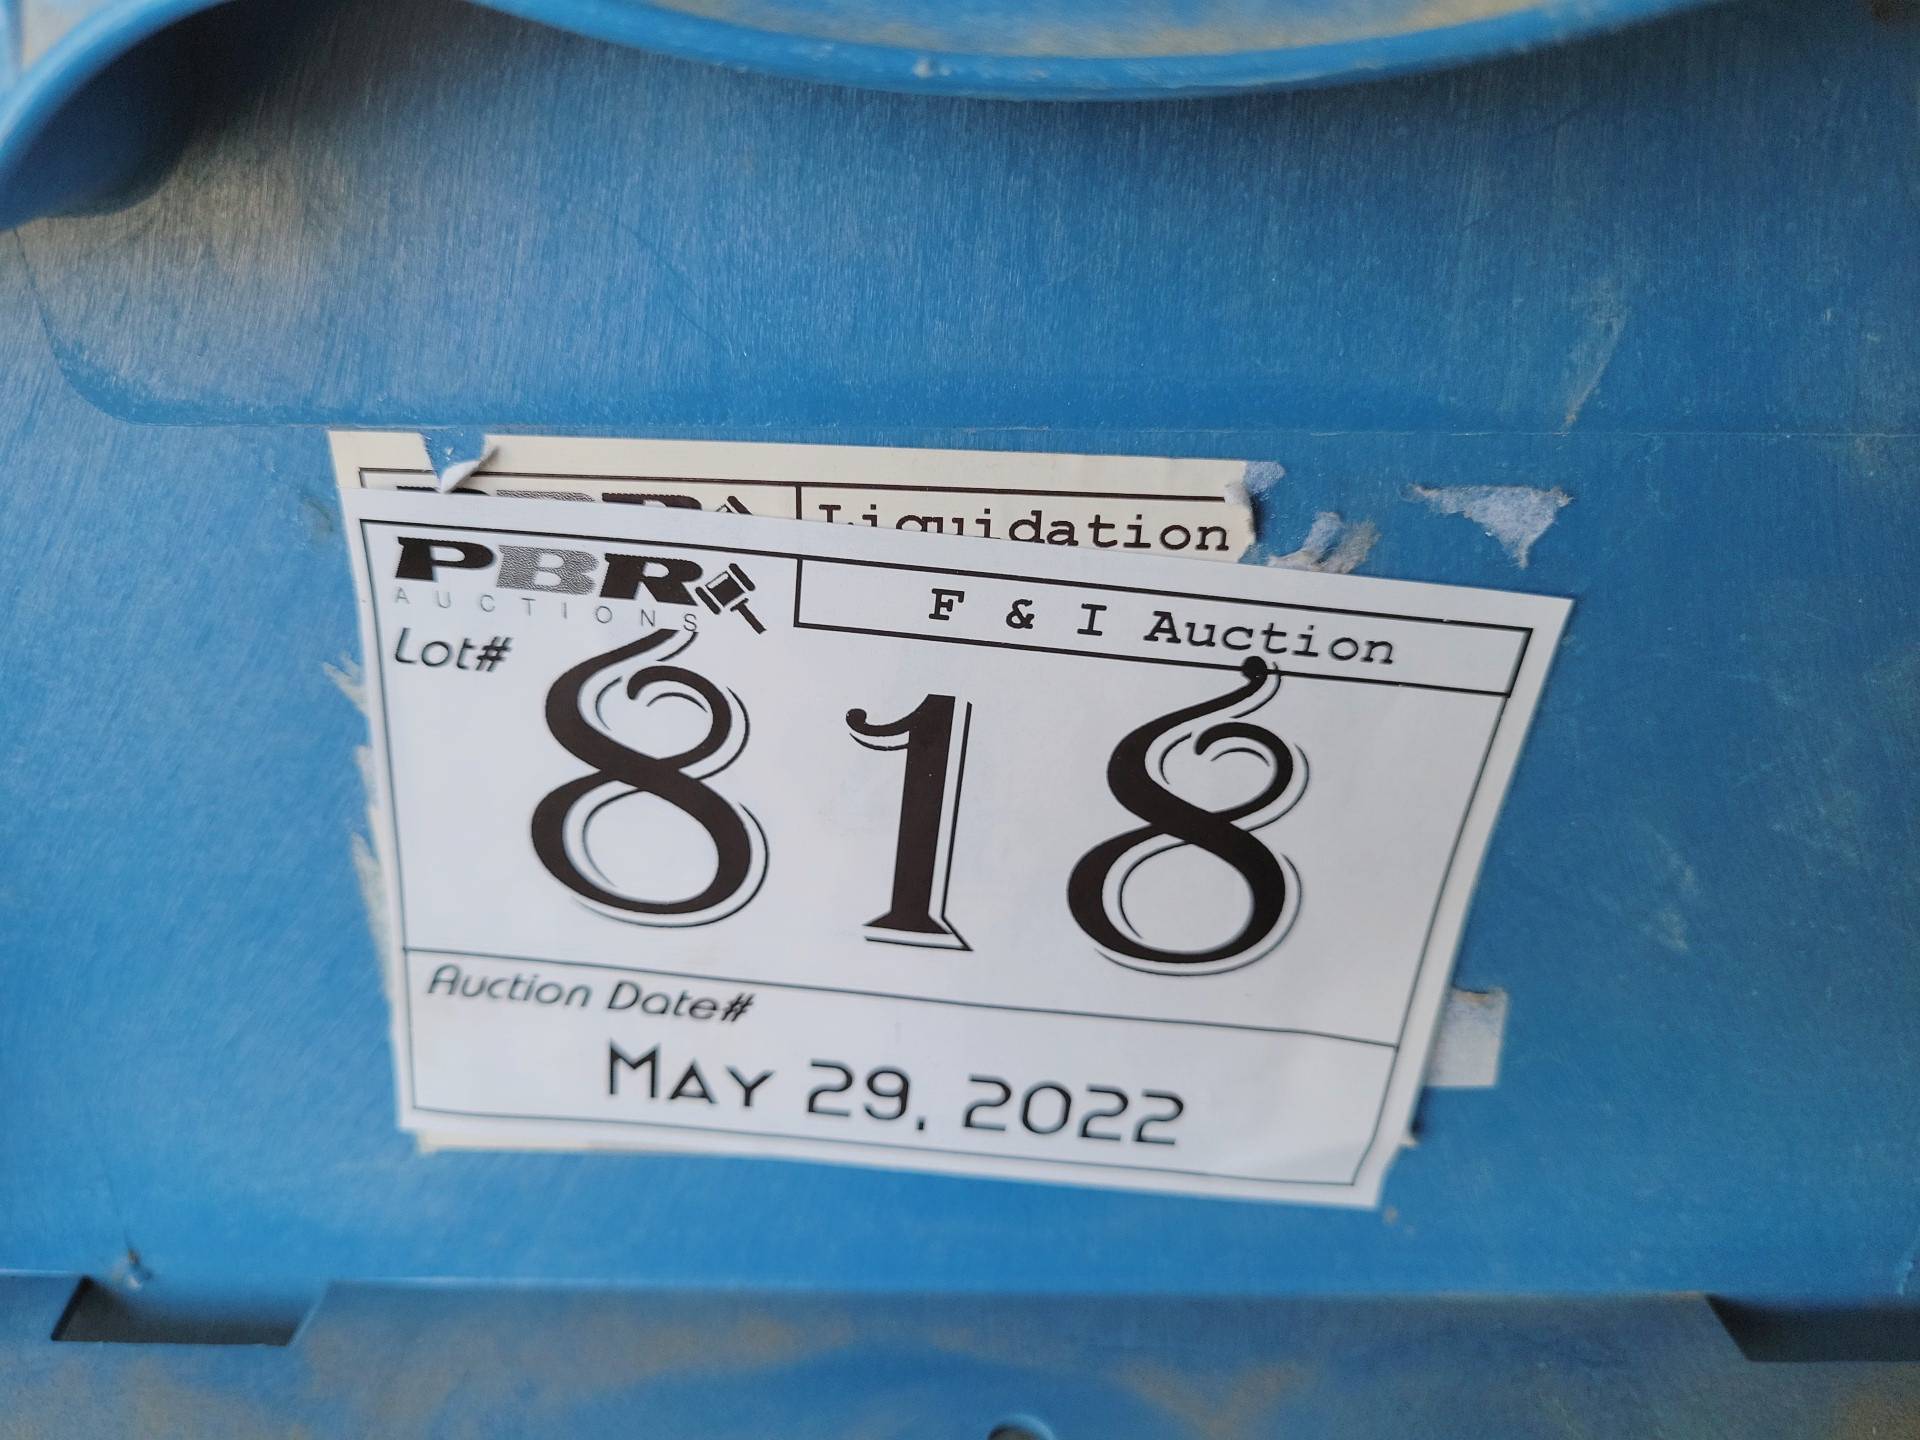 Liquidation
PBR
AUCTIONS
F & I Auction
Lot#
818
Auction Date#
MAY 29, 2022